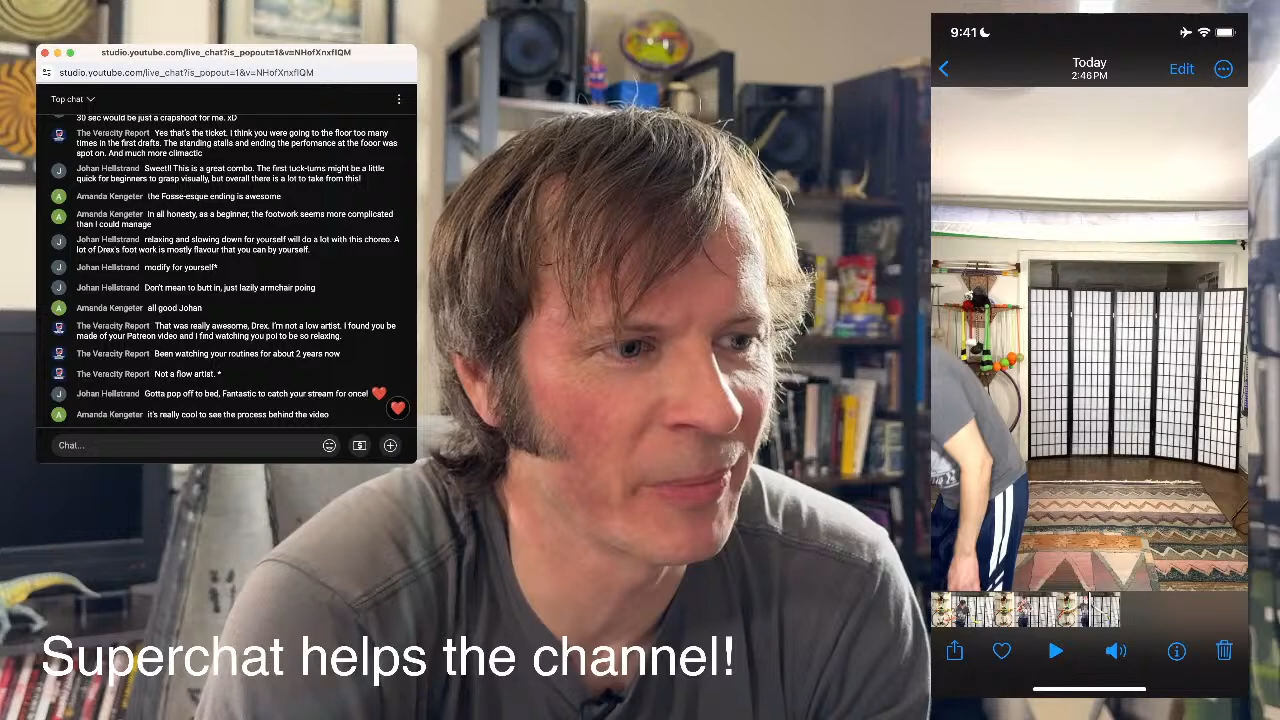 studio.youtube.com/live_chat?is_popout=1&v=NHofXnxfIQM
studio.youtube.com/live_chat?is_popout=1&v=NHofXnxfIQM
Top chat
30 sec would be just a crapshoot for me. xD
The Veracity Report Yes that's the ticket. I think you were going to the floor too many
times in the first drafts. The standing stalls and ending the perfomance at the fooor was
spot on. And much more climactic
Johan Hellstrand Sweet!! This is a great combo. The first tuck-turns might be a little
quick for beginners to grasp visually, but overall there is a lot to take from this!
Amanda Kengeter the Fosse-esque ending is awesome
Amanda Kengeter in all honesty, as a beginner, the footwork seems more complicated
than I could manage
Johan Hellstrand relaxing and slowing down for yourself will do a lot with this choreo. A
lot of Drex's foot work is mostly flavour that you can by yourself.
Johan Hellstrand modify for yourself*
Johan Hellstrand Don't mean to butt in, just lazily armchair poing
Amanda Kengeter all good Johan
The Veracity Report That was really awesome, Drex. I'm not a low artist. I found you be
made of your fusion videos and I find watching you poi to be so relaxing.
The Veracity Report Been watching your routines for about 2 years now
The Veracity Report Not a flow artist. *
Johan Hellstrand Gotta pop off to bed, Fantastic to catch your stream for once! ❤️
Amanda Kengeter it's really cool to see the process behind the video
Chat...
Superchat helps the channel!
9:41
Today
2:46 PM
Edit